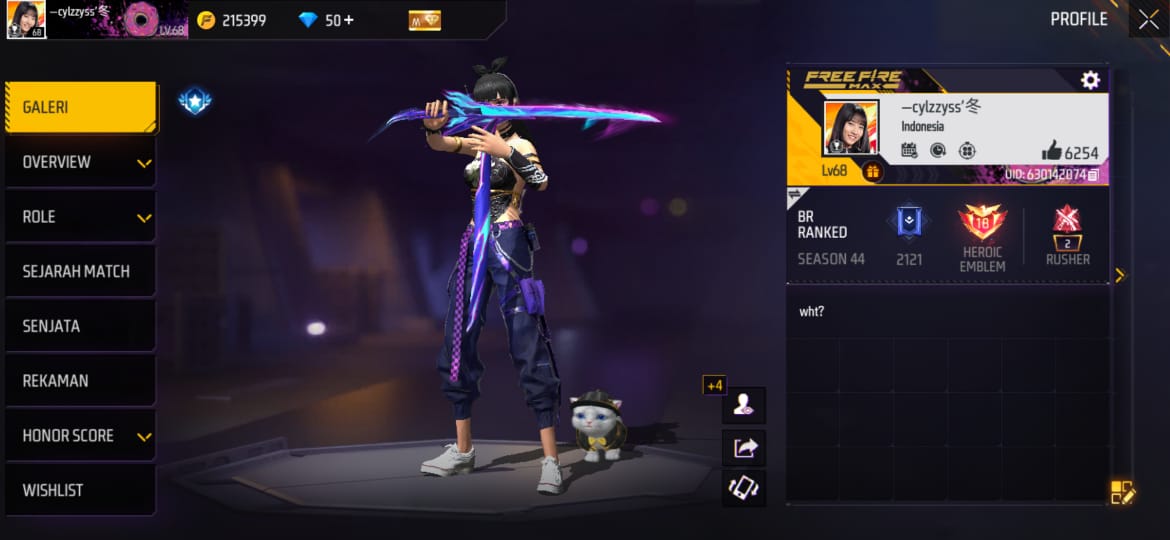 —cylzzyss'冬
68
LV.68
215399
50+
M
PROFILE
GALERI
OVERVIEW
ROLE
SEJARAH MATCH
SENJATA
REKAMAN
HONOR SCORE
WISHLIST
+4
FREE FIRE
MAX
—cylzzyss'冬
Indonesia
6254
Lv68
UID: 630142074
BR
RANKED
SEASON 44
2121
18
HEROIC
EMBLEM
2
RUSHER
wht?